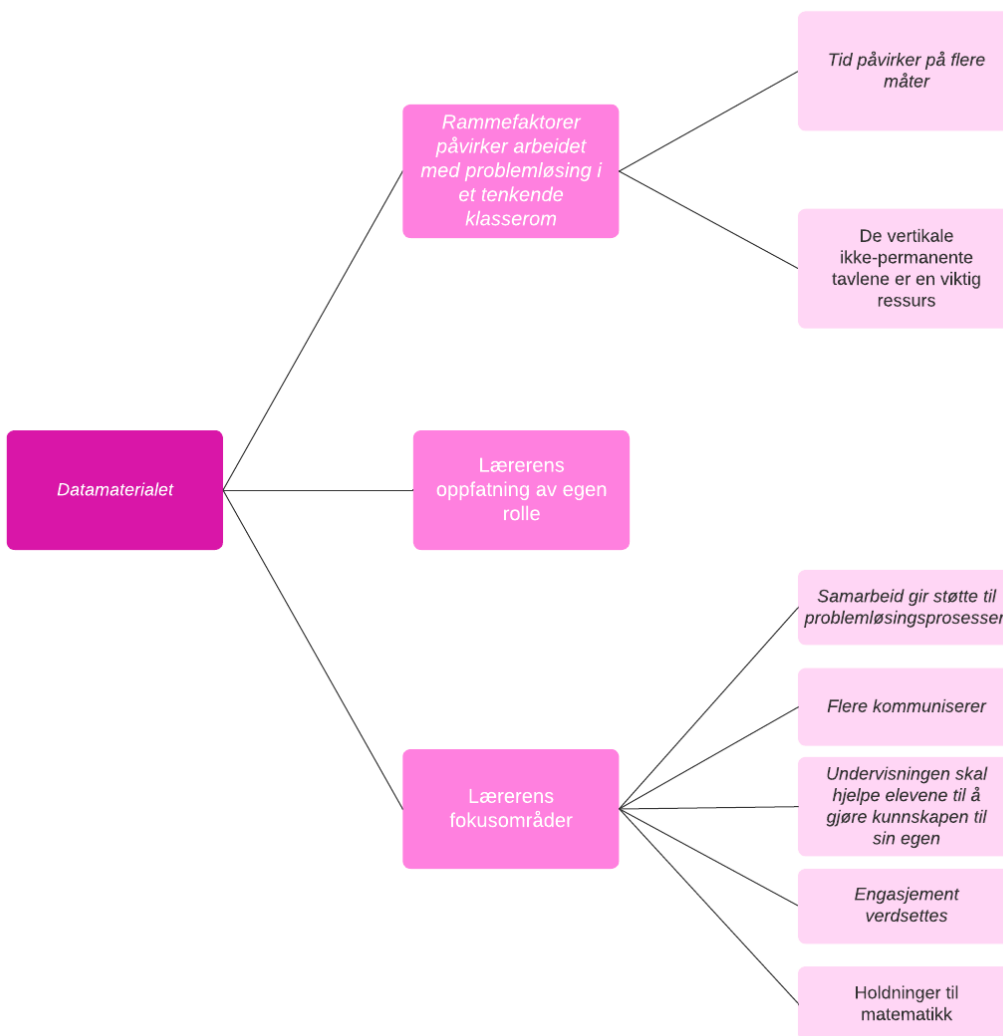 Datamaterialet
Rammefaktorer
påvirker arbeidet
med problemløsing i
et tenkende
klasserom
Tid påvirker på flere
måter
De vertikale
ikke-permanente
tavlene er en viktig
ressurs
Lærerens
oppfatning av egen
rolle
Lærerens
fokusområder
Samarbeid gir støtte til
problemløsingsprosesser
Flere kommuniserer
Undervisningen skal
hjelpe elevene til å
gjøre kunnskapen til
sin egen
Engasjement
verdsettes
Holdninger til
matematikk